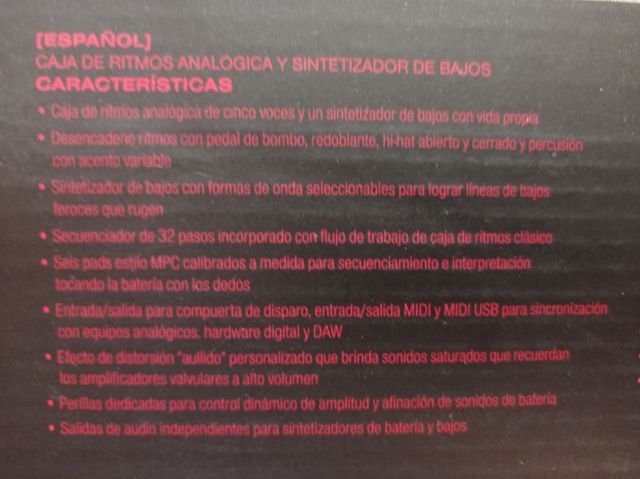 [ESPAÑOL]
CAJA DE RITMOS ANALÓGICA Y SINTETIZADOR DE BAJOS
CARACTERÍSTICAS
• Caja de ritmos analógica de cinco voces y un sintetizador de bajos con vida propia
• Desencadene ritmos con pedal de bombo, redoblante, hi-hat abierto y cerrado y percusión
con acento variable
• Sintetizador de bajos con formas de onda seleccionables para lograr líneas de bajos
feroces que rugen
• Secuenciador de 32 pasos incorporado con flujo de trabajo de caja de ritmos clásico
• Seis pads estilo MPC calibrados a medida para secuenciamiento e interpretación
tocando la batería con los dedos
• Entrada/salida para compuerta de disparo, entrada/salida MIDI y MIDI USB para sincronización
con equipos analógicos, hardware digital y DAW
• Efecto de distorsión "aullido" personalizado que brinda sonidos saturados que recuerdan
los amplificadores valvulares a alto volumen
• Perillas dedicadas para control dinámico de amplitud y afinación de sonidos de batería
• Salidas de audio independientes para sintetizadores de batería y bajos